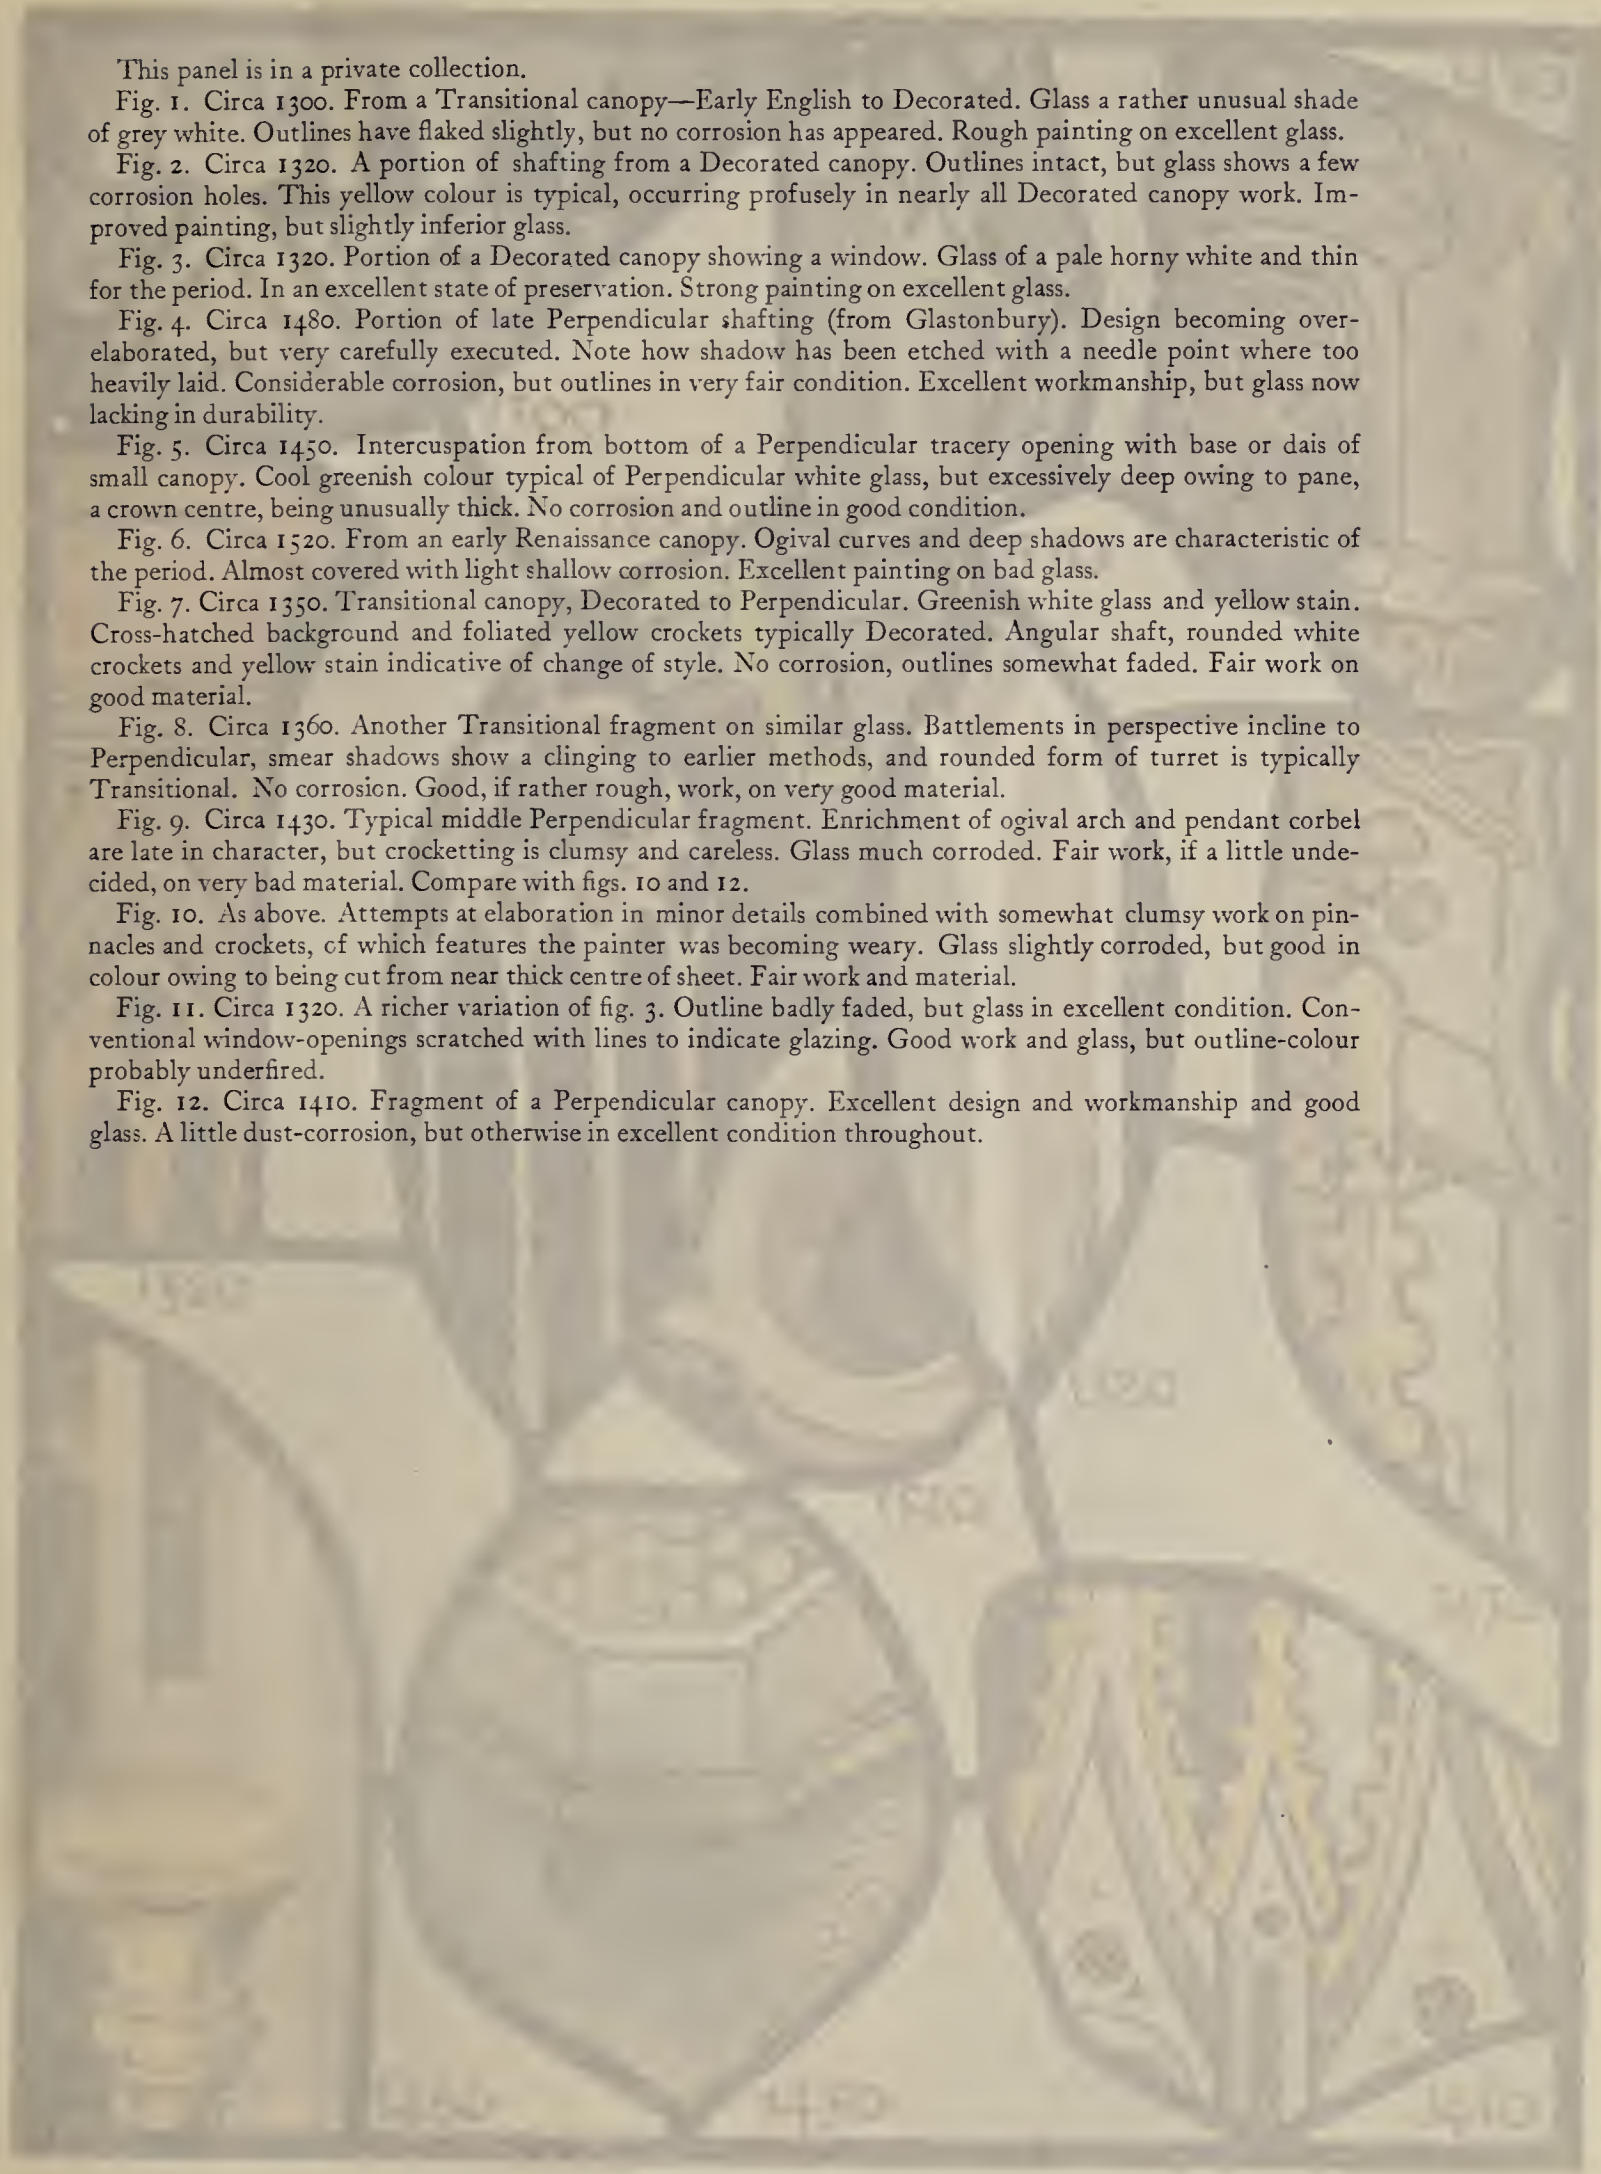 This panel is in a private collection.
Fig. 1. Circa 1300. From a Transitional canopy—Early English to Decorated. Glass a rather unusual shade
of grey white. Outlines have flaked slightly, but no corrosion has appeared. Rough painting on excellent glass.
Fig. 2. Circa 1320. A portion of shafting from a Decorated canopy. Outlines intact, but glass shows a few
corrosion holes. This yellow colour is typical, occurring profusely in nearly all Decorated canopy work. Im-
proved painting, but slightly inferior glass.
Fig. 3. Circa 1320. Portion of a Decorated canopy showing a window. Glass of a pale horny white and thin
for the period. In an excellent state of preservation. Strong painting on excellent glass.
Fig. 4. Circa 1480. Portion of late Perpendicular shafting (from Glastonbury). Design becoming over-
elaborated, but very carefully executed. Note how shadow has been etched with a needle point where too
heavily laid. Considerable corrosion, but outlines in very fair condition. Excellent workmanship, but glass now
lacking in durability.
Fig. 5. Circa 1450. Intercuspation from bottom of a Perpendicular tracery opening with base or dais of
small canopy. Cool greenish colour typical of Perpendicular white glass, but excessively deep owing to pane,
a crown centre, being unusually thick. No corrosion and outline in good condition.
Fig. 6. Circa 1520. From an early Renaissance canopy. Ogival curves and deep shadows are characteristic of
the period. Almost covered with light shallow corrosion. Excellent painting on bad glass.
Fig. 7. Circa 1350. Transitional canopy, Decorated to Perpendicular. Greenish white glass and yellow stain.
Cross-hatched background and foliated yellow crockets typically Decorated. Angular shaft, rounded white
crockets and yellow stain indicative of change of style. No corrosion, outlines somewhat faded. Fair work on
good material.
Fig. 8. Circa 1360. Another Transitional fragment on similar glass. Battlements in perspective incline to
Perpendicular, smear shadows show a clinging to earlier methods, and rounded form of turret is typically
Transitional. No corrosion. Good, if rather rough, work, on very good material.
Fig. 9. Circa 1430. Typical middle Perpendicular fragment. Enrichment of ogival arch and pendant corbel
are late in character, but crocketting is clumsy and careless. Glass much corroded. Fair work, if a little unde-
cided, on very bad material. Compare with figs. 10 and 12.
Fig. 10. As above. Attempts at elaboration in minor details combined with somewhat clumsy work on pin-
nacles and crockets, of which features the painter was becoming weary. Glass slightly corroded, but good in
colour owing to being cut from near thick centre of sheet. Fair work and material.
Fig. 11. Circa 1320. A richer variation of fig. 3. Outline badly faded, but glass in excellent condition. Con-
ventional window-openings scratched with lines to indicate glazing. Good work and glass, but outline-colour
probably underfired.
Fig. 12. Circa 1410. Fragment of a Perpendicular canopy. Excellent design and workmanship and good
glass. A little dust-corrosion, but otherwise in excellent condition throughout.
1320
1520
1450
1410